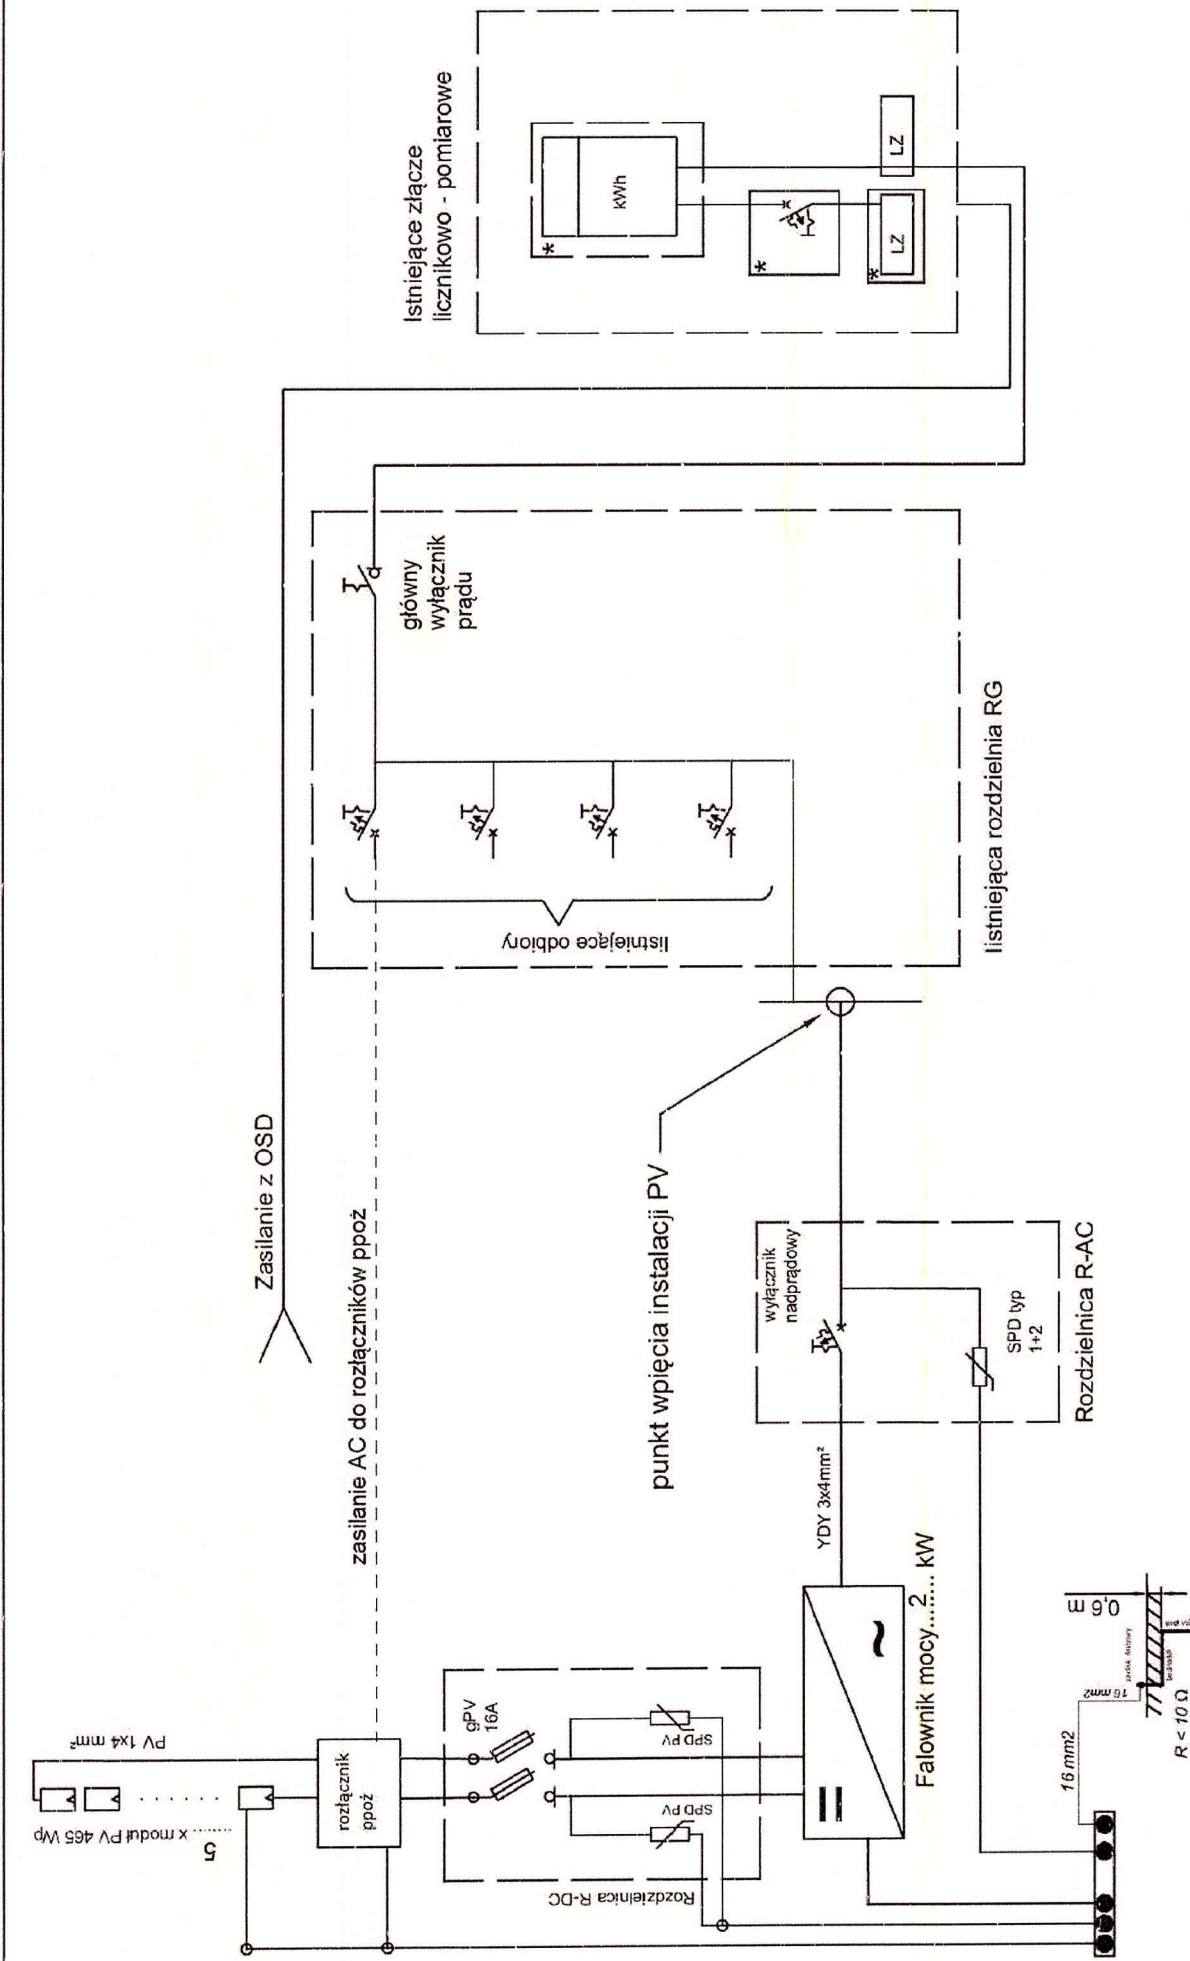 Istniejące złącze
licznikowo - pomiarowe
*
kWh
*
*
LZ
LZ
główny
wyłącznik
prądu
Iistniejące odbiory
Iistniejąca rozdzielnia RG
Zasilanie z OSD
zasilanie AC do rozłączników ppoż
punkt wpięcia instalacji PV
wyłącznik
nadprądowy
SPD typ
1+2
Rozdzielnica R-AC
YDY 3x4mm²
Falownik mocy....2.... kW
PV 1x4 mm²
5 ........ x moduł PV 465 Wp
rozłącznik
ppoż
gPV
16A
SPD PV
SPD PV
Rozdzielnica R-DC
0,6 m
16 mm2
16 mm2
R < 10 Ω